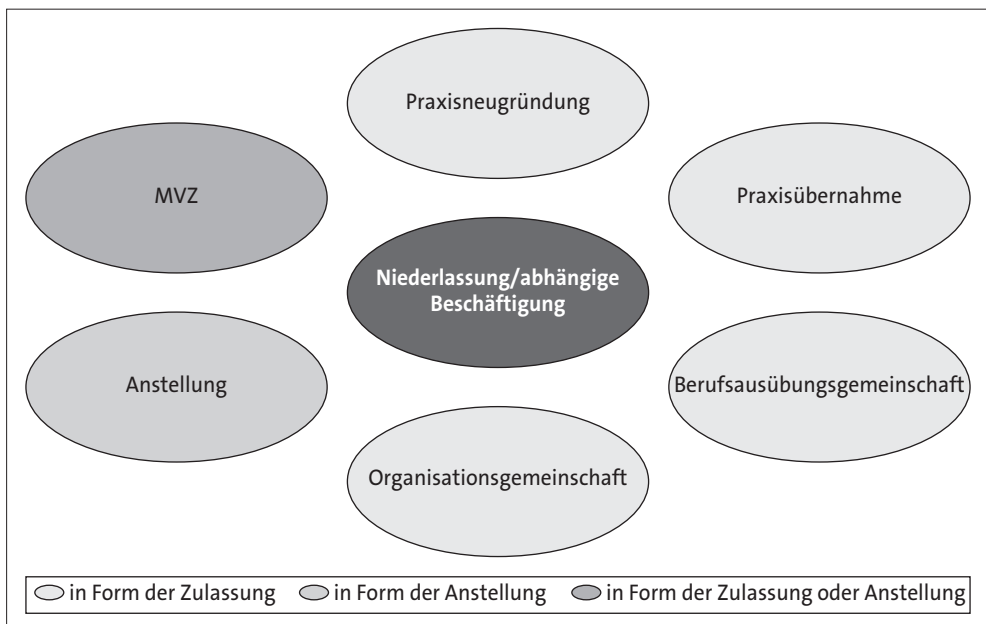 Praxisneugründung
MVZ
Praxisübernahme
Niederlassung/abhängige
Beschäftigung
Anstellung
Berufsausübungsgemeinschaft
Organisationsgemeinschaft
in Form der Zulassung
in Form der Anstellung
in Form der Zulassung oder Anstellung